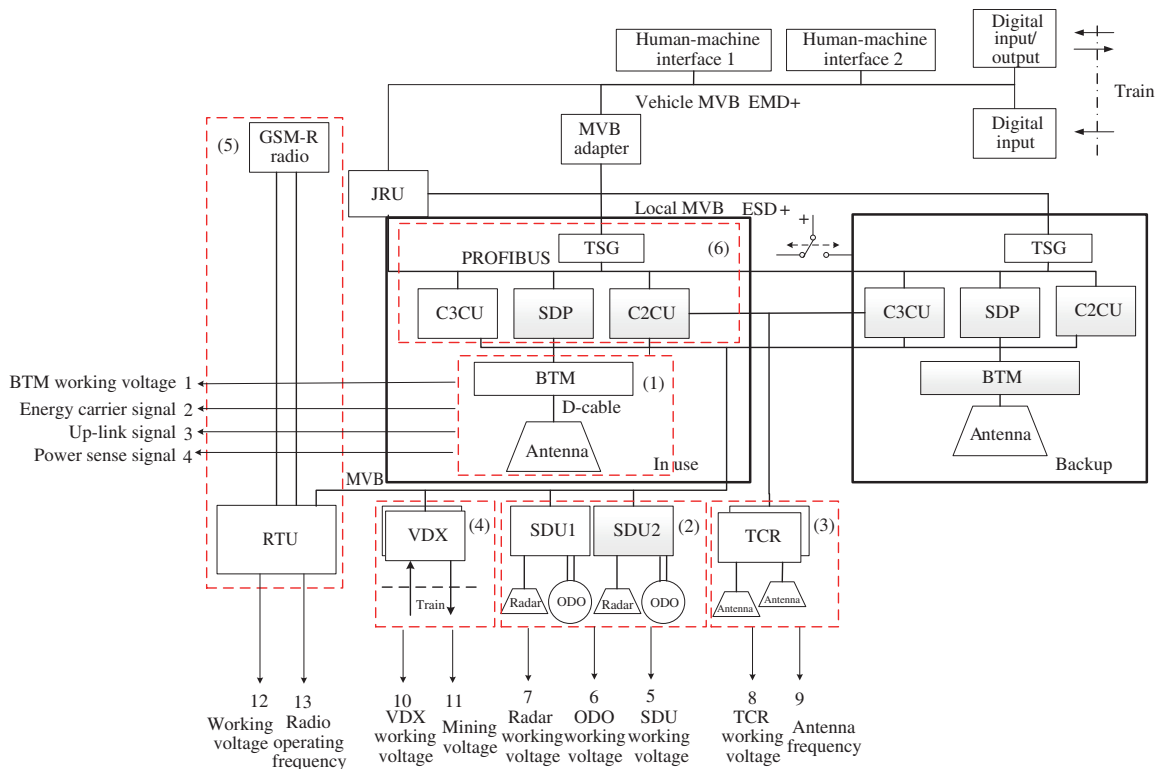 Human-machine
interface 1
Human-machine
interface 2
Digital
input/
output
Train
Vehicle MVB EMD+
MVB
adapter
Digital
input
(5)
GSM-R
radio
JRU
Local MVB ESD+
+
TSG
(6)
PROFIBUS
C3CU
SDP
C2CU
TSG
C3CU
SDP
C2CU
BTM
(1)
D-cable
Antenna
In use
BTM
Antenna
Backup
BTM working voltage 1
Energy carrier signal 2
Up-link signal 3
Power sense signal 4
MVB
RTU
VDX
(4)
Train
SDU1
SDU2
(2)
Radar
ODO
Radar
ODO
TCR
(3)
Antenna
Antenna
12
Working
voltage
13
Radio
operating
frequency
10
VDX
working
voltage
11
Mining
voltage
7
Radar
working
voltage
6
ODO
working
voltage
5
SDU
working
voltage
8
TCR
working
voltage
9
Antenna
frequency